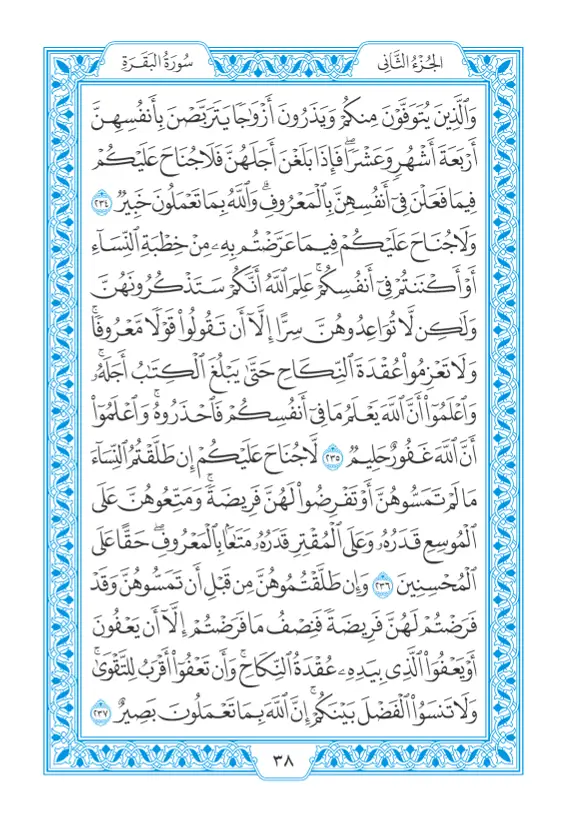 الجُزْءُ الثَّانِي
سُورَةُ البَقَرَةِ
وَٱلَّذِينَ يُتَوَفَّوْنَ مِنكُمْ وَيَذَرُونَ أَزْوَٰجًا يَتَرَبَّصْنَ بِأَنفُسِهِنَّ
أَرْبَعَةَ أَشْهُرٍ وَعَشْرًاۖ فَإِذَا بَلَغْنَ أَجَلَهُنَّ فَلَا جُنَاحَ عَلَيْكُمْ
فِيمَا فَعَلْنَ فِىٓ أَنفُسِهِنَّ بِٱلْمَعْرُوفِۗ وَٱللَّهُ بِمَا تَعْمَلُونَ خَبِيرٌ ٢٣٤
وَلَا جُنَاحَ عَلَيْكُمْ فِيمَا عَرَّضْتُم بِهِۦ مِنْ خِطْبَةِ ٱلنِّسَآءِ
أَوْ أَكْنَنتُمْ فِىٓ أَنفُسِكُمْۚ عَلِمَ ٱللَّهُ أَنَّكُمْ سَتَذْكُرُونَهُنَّ
وَلَٰكِن لَّا تُوَاعِدُوهُنَّ سِرًّا إِلَّآ أَن تَقُولُوا۟ قَوْلًا مَّعْرُوفًاۚ
وَلَا تَعْزِمُوا۟ عُقْدَةَ ٱلنِّكَاحِ حَتَّىٰ يَبْلُغَ ٱلْكِتَٰبُ أَجَلَهُۥۚ
وَٱعْلَمُوٓا۟ أَنَّ ٱللَّهَ يَعْلَمُ مَا فِىٓ أَنفُسِكُمْ فَٱحْذَرُوهُۚ وَٱعْلَمُوٓا۟
أَنَّ ٱللَّهَ غَفُورٌ حَلِيمٌ ٢٣٥ لَّا جُنَاحَ عَلَيْكُمْ إِن طَلَّقْتُمُ ٱلنِّسَآءَ
مَا لَمْ تَمَسُّوهُنَّ أَوْ تَفْرِضُوا۟ لَهُنَّ فَرِيضَةًۚ وَمَتِّعُوهُنَّ عَلَى
ٱلْمُوسِعِ قَدَرُهُۥ وَعَلَى ٱلْمُقْتِرِ قَدَرُهُۥ مَتَٰعًۢا بِٱلْمَعْرُوفِۖ حَقًّا عَلَى
ٱلْمُحْسِنِينَ ٢٣٦ وَإِن طَلَّقْتُمُوهُنَّ مِن قَبْلِ أَن تَمَسُّوهُنَّ وَقَدْ
فَرَضْتُمْ لَهُنَّ فَرِيضَةً فَنِصْفُ مَا فَرَضْتُمْ إِلَّآ أَن يَعْفُونَ
أَوْ يَعْفُوَا۟ ٱلَّذِى بِيَدِهِۦ عُقْدَةُ ٱلنِّكَاحِۚ وَأَن تَعْفُوٓا۟ أَقْرَبُ لِلتَّقْوَىٰۚ
وَلَا تَنسَوُا۟ ٱلْفَضْلَ بَيْنَكُمْۚ إِنَّ ٱللَّهَ بِمَا تَعْمَلُونَ بَصِيرٌ ٢٣٧
٣٨